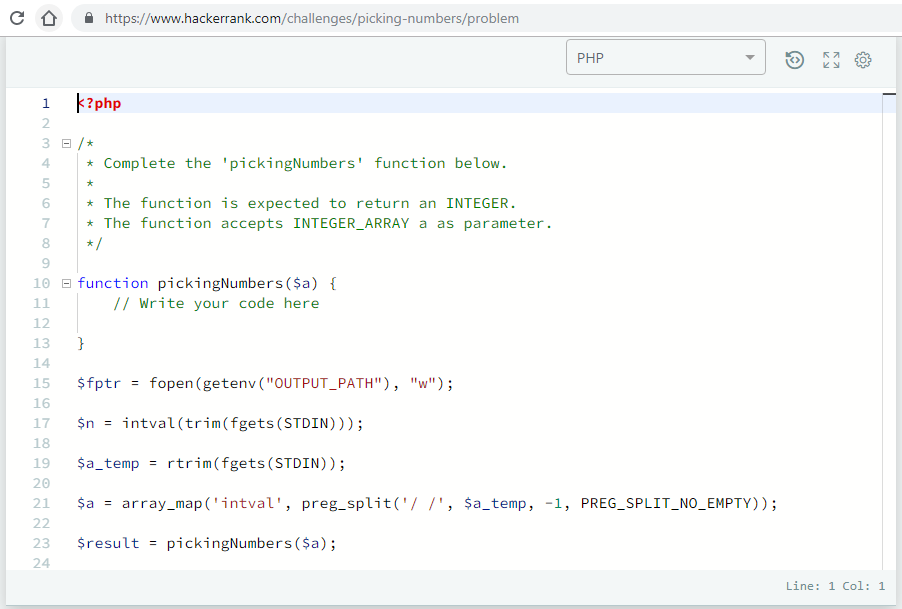 https://www.hackerrank.com/challenges/picking-numbers/problem
PHP
1 <?php
2
3 /*
4  * Complete the 'pickingNumbers' function below.
5  *
6  * The function is expected to return an INTEGER.
7  * The function accepts INTEGER_ARRAY a as parameter.
8  */
9
10 function pickingNumbers($a) {
11     // Write your code here
12
13 }
14
15 $fptr = fopen(getenv("OUTPUT_PATH"), "w");
16
17 $n = intval(trim(fgets(STDIN)));
18
19 $a_temp = rtrim(fgets(STDIN));
20
21 $a = array_map('intval', preg_split('/ /', $a_temp, -1, PREG_SPLIT_NO_EMPTY));
22
23 $result = pickingNumbers($a);
24
Line: 1 Col: 1